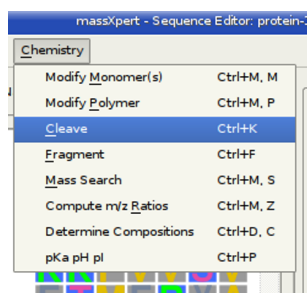 massXpert - Sequence Editor: protein-
Chemistry
Modify Monomer(s) Ctrl+M, M
Modify Polymer Ctrl+M, P
Cleave Ctrl+K
Fragment Ctrl+F
Mass Search Ctrl+M, S
Compute m/z Ratios Ctrl+M, Z
Determine Compositions Ctrl+D, C
pKa pH pI Ctrl+P